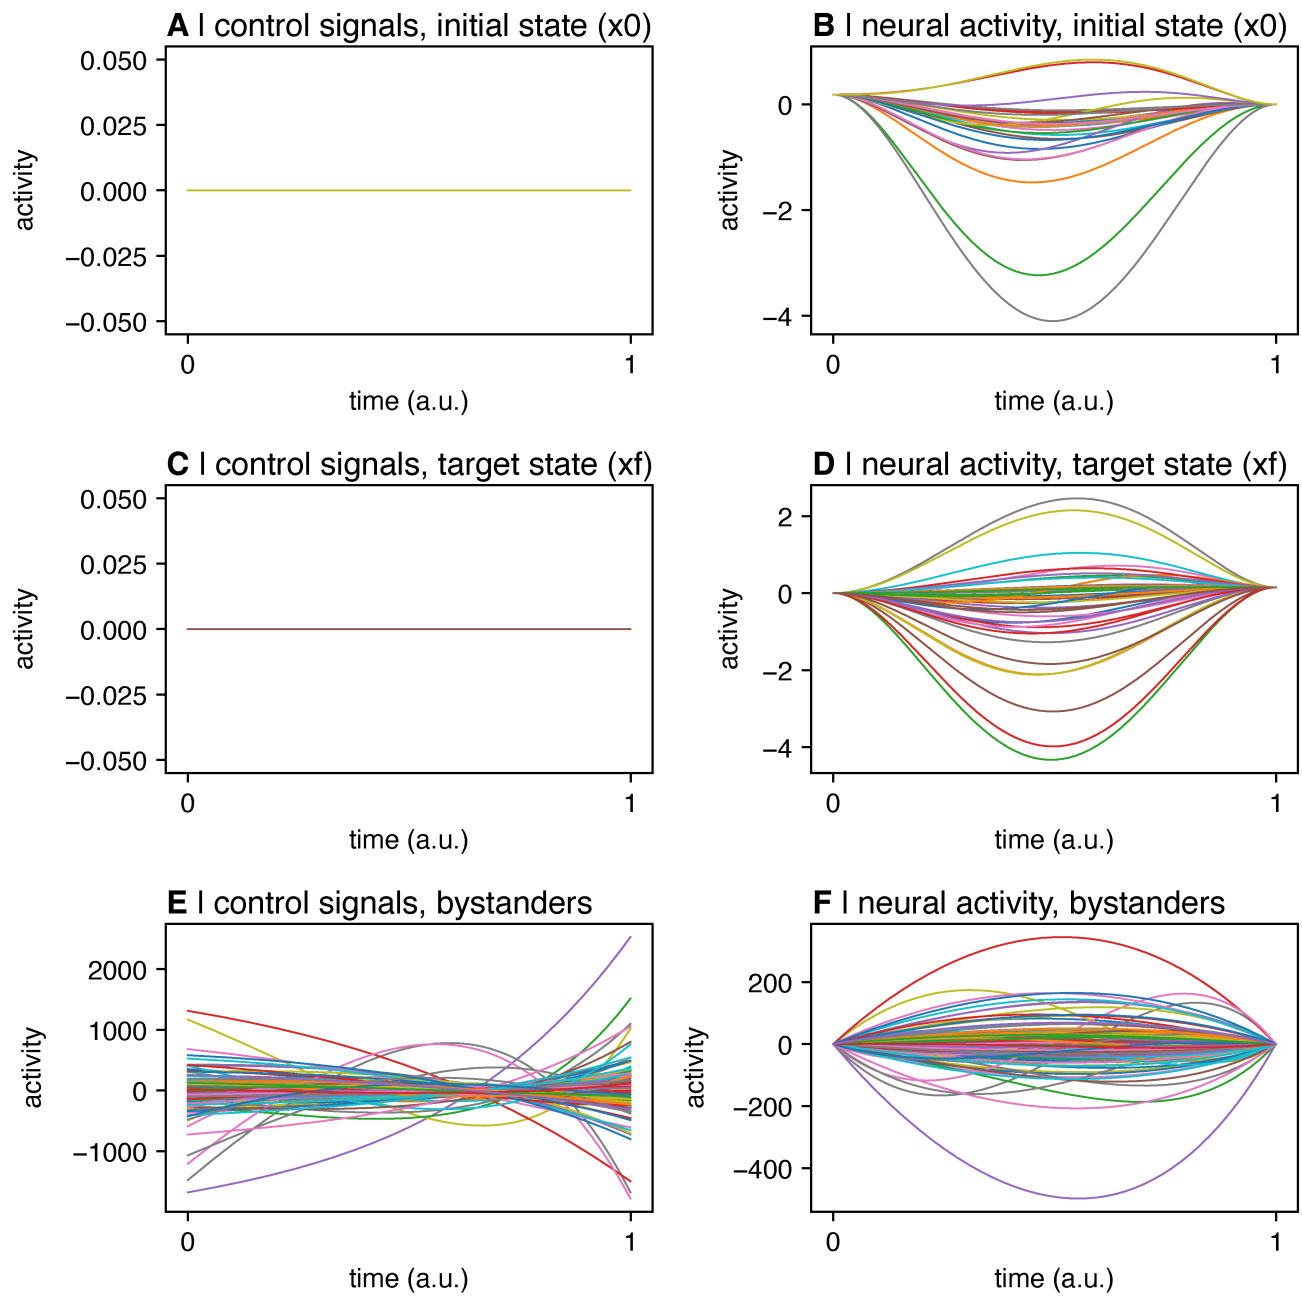 A | control signals, initial state (x0)
0.050
0.025
0.000
−0.025
−0.050
activity
0
1
time (a.u.)
B | neural activity, initial state (x0)
0
−2
−4
activity
0
1
time (a.u.)
C | control signals, target state (xf)
0.050
0.025
0.000
−0.025
−0.050
activity
0
1
time (a.u.)
D | neural activity, target state (xf)
2
0
−2
−4
activity
0
1
time (a.u.)
E | control signals, bystanders
2000
1000
0
−1000
activity
0
1
time (a.u.)
F | neural activity, bystanders
200
0
−200
−400
activity
0
1
time (a.u.)